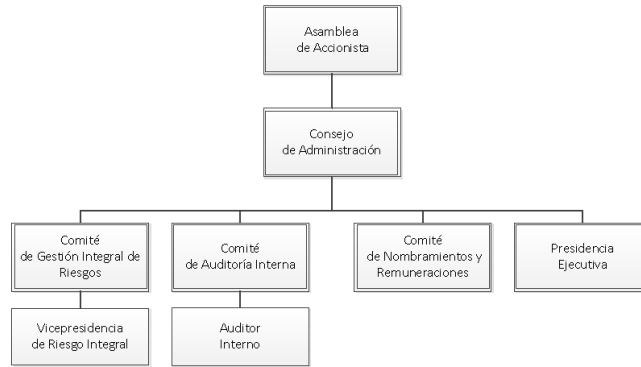 Asamblea
de Accionista
Consejo
de Administración
Comité
de Gestión Integral de
Riesgos
Comité
de Auditoría Interna
Comité
de Nombramientos y
Remuneraciones
Presidencia
Ejecutiva
Vicepresidencia
de Riesgo Integral
Auditor
Interno